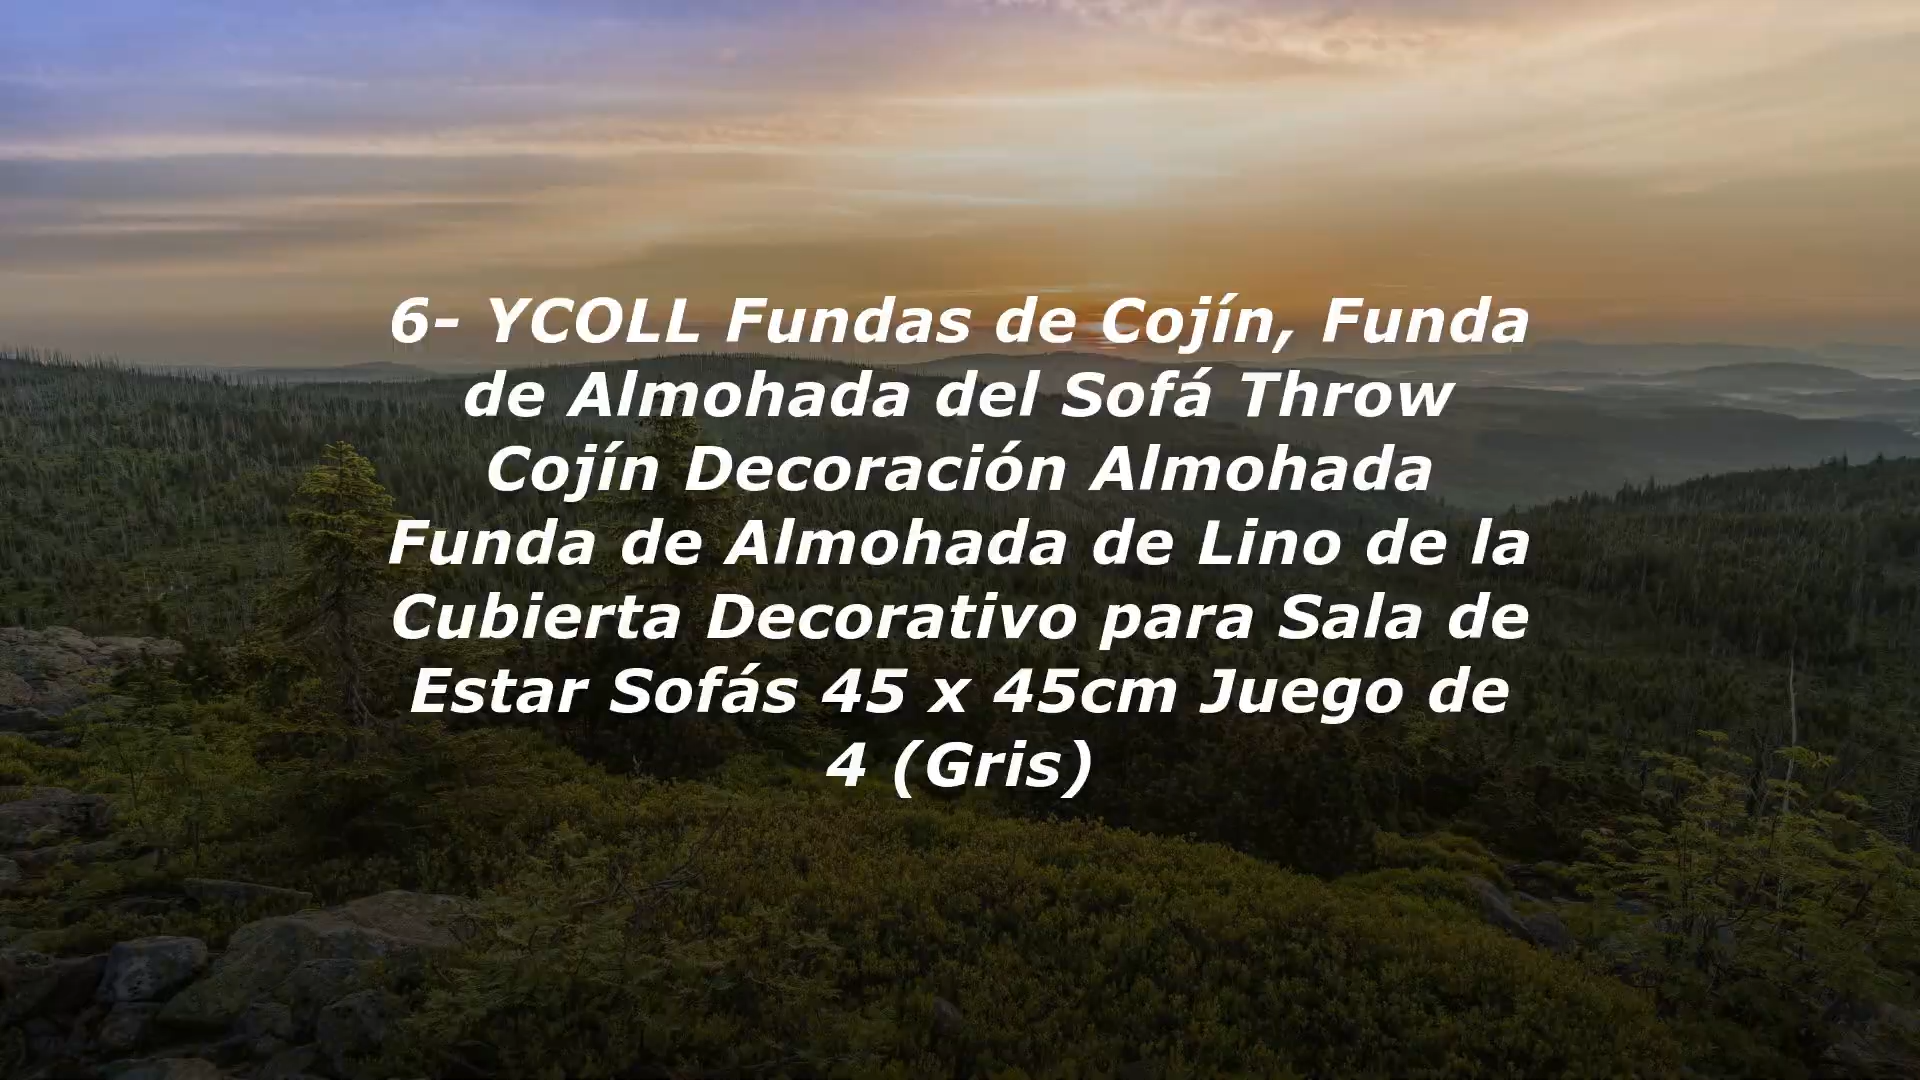 6- YCOLL Fundas de Cojín, Funda
de Almohada del Sofá Throw
Cojín Decoración Almohada
Funda de Almohada de Lino de la
Cubierta Decorativo para Sala de
Estar Sofás 45 x 45cm Juego de
4 (Gris)